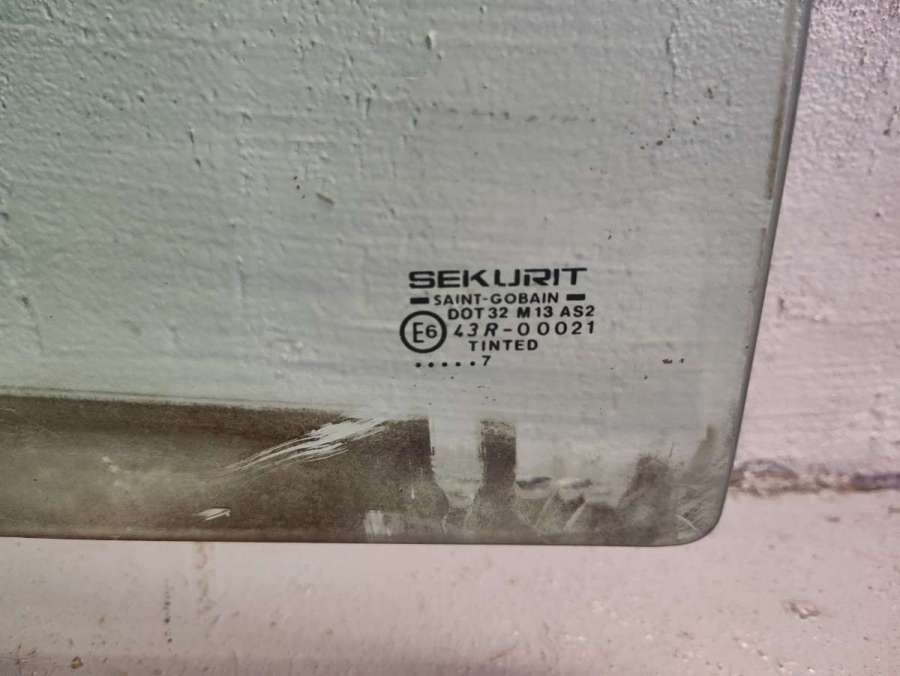 SEKURIT
SAINT-GOBAIN
DOT 32 M 13 AS2
E6 43R-00021
TINTED
.....7